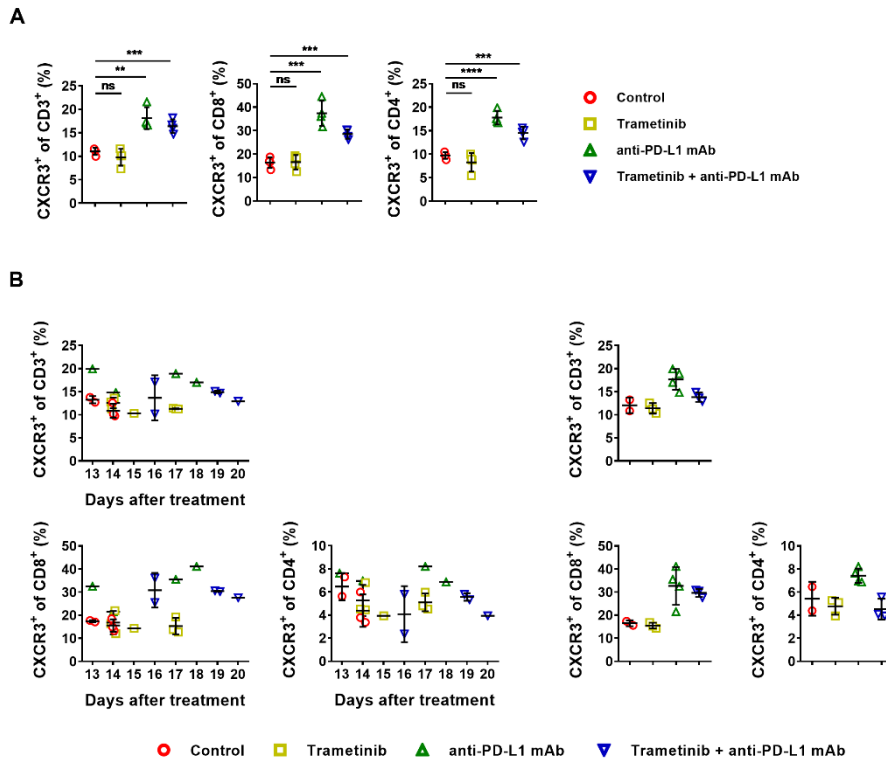 A
CXCR3+ of CD3+ (%)
25
20
15
10
5
0
ns
**
***
CXCR3+ of CD8+ (%)
50
40
30
20
10
0
ns
***
***
CXCR3+ of CD4+ (%)
25
20
15
10
5
0
ns
****
***
Control
Trametinib
anti-PD-L1 mAb
Trametinib + anti-PD-L1 mAb
B
CXCR3+ of CD3+ (%)
25
20
15
10
5
0
13 14 15 16 17 18 19 20
Days after treatment
CXCR3+ of CD3+ (%)
25
20
15
10
5
0
CXCR3+ of CD8+ (%)
50
40
30
20
10
0
13 14 15 16 17 18 19 20
Days after treatment
CXCR3+ of CD4+ (%)
10
8
6
4
2
0
13 14 15 16 17 18 19 20
Days after treatment
CXCR3+ of CD8+ (%)
50
40
30
20
10
0
CXCR3+ of CD4+ (%)
10
8
6
4
2
0
Control Trametinib anti-PD-L1 mAb Trametinib + anti-PD-L1 mAb